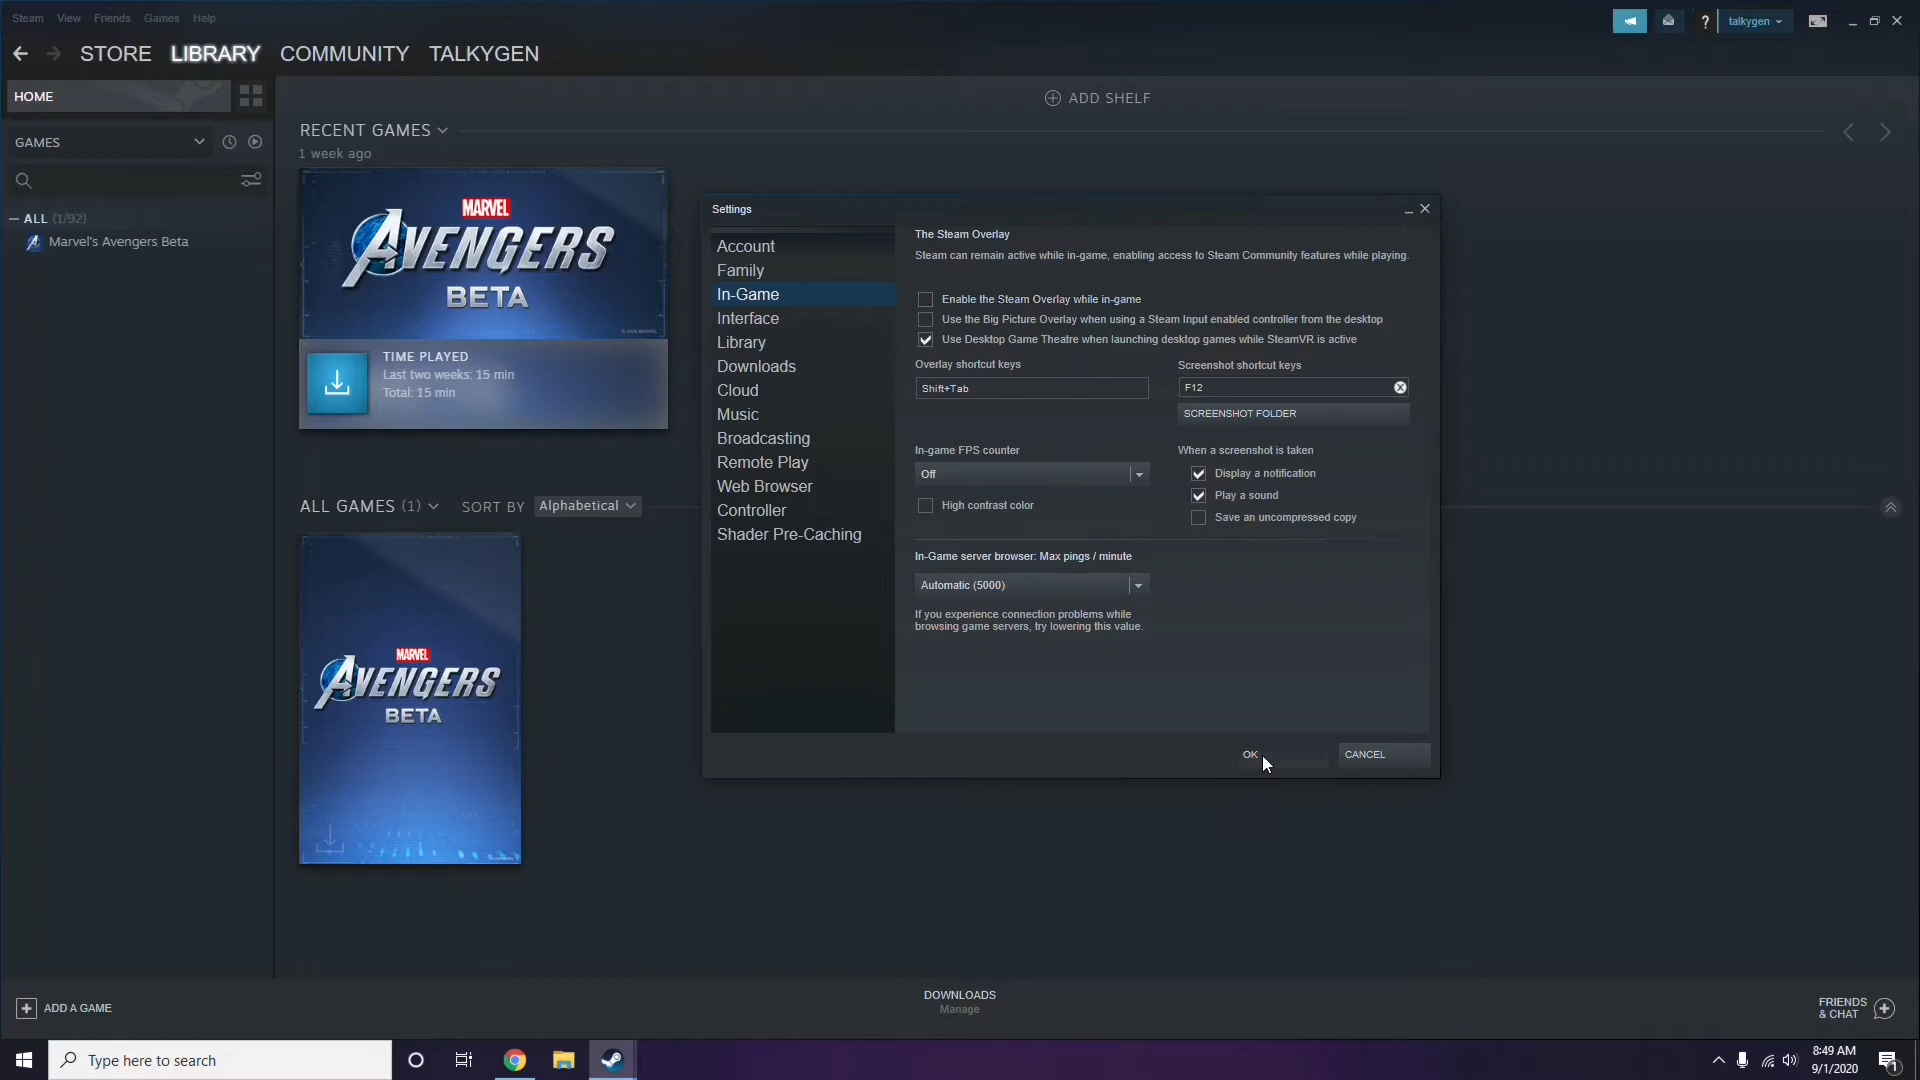 Steam View Friends Games Help
talkygen
STORE LIBRARY COMMUNITY TALKYGEN
HOME
ADD SHELF
GAMES
RECENT GAMES
1 week ago
ALL (1/92)
Marvel's Avengers Beta
MARVEL
AVENGERS
BETA
TIME PLAYED
Last two weeks: 15 min
Total: 15 min
ALL GAMES (1) SORT BY Alphabetical
MARVEL
AVENGERS
BETA
Settings
Account
Family
In-Game
Interface
Library
Downloads
Cloud
Music
Broadcasting
Remote Play
Web Browser
Controller
Shader Pre-Caching
The Steam Overlay
Steam can remain active while in-game, enabling access to Steam Community features while playing.
Enable the Steam Overlay while in-game
Use the Big Picture Overlay when using a Steam Input enabled controller from the desktop
Use Desktop Game Theatre when launching desktop games while SteamVR is active
Overlay shortcut keys
Shift+Tab
Screenshot shortcut keys
F12
SCREENSHOT FOLDER
In-game FPS counter
Off
High contrast color
When a screenshot is taken
Display a notification
Play a sound
Save an uncompressed copy
In-Game server browser: Max pings / minute
Automatic (5000)
If you experience connection problems while
browsing game servers, try lowering this value.
OK
CANCEL
ADD A GAME
DOWNLOADS
Manage
FRIENDS
& CHAT
Type here to search
8:49 AM
9/1/2020
1